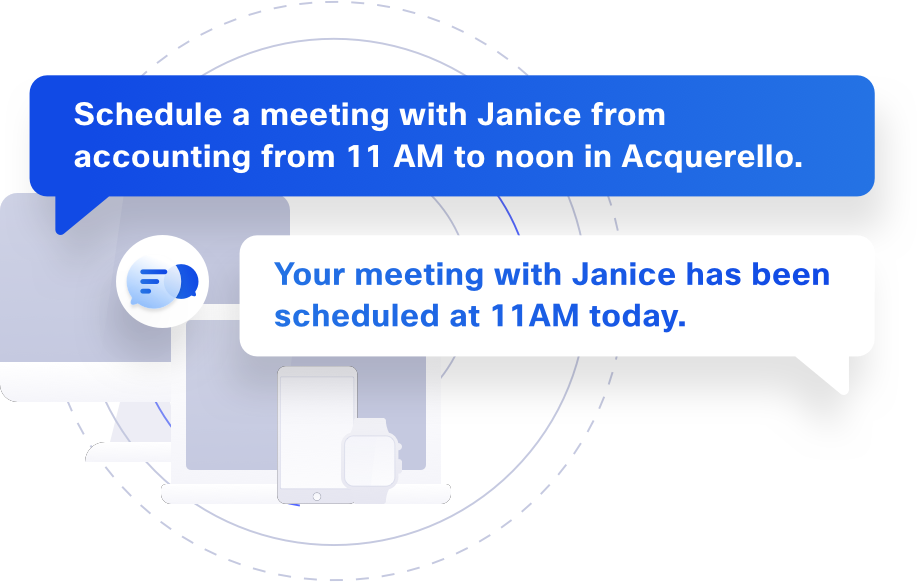 Schedule a meeting with Janice from
accounting from 11 AM to noon in Acquerello.
Your meeting with Janice has been
scheduled at 11AM today.